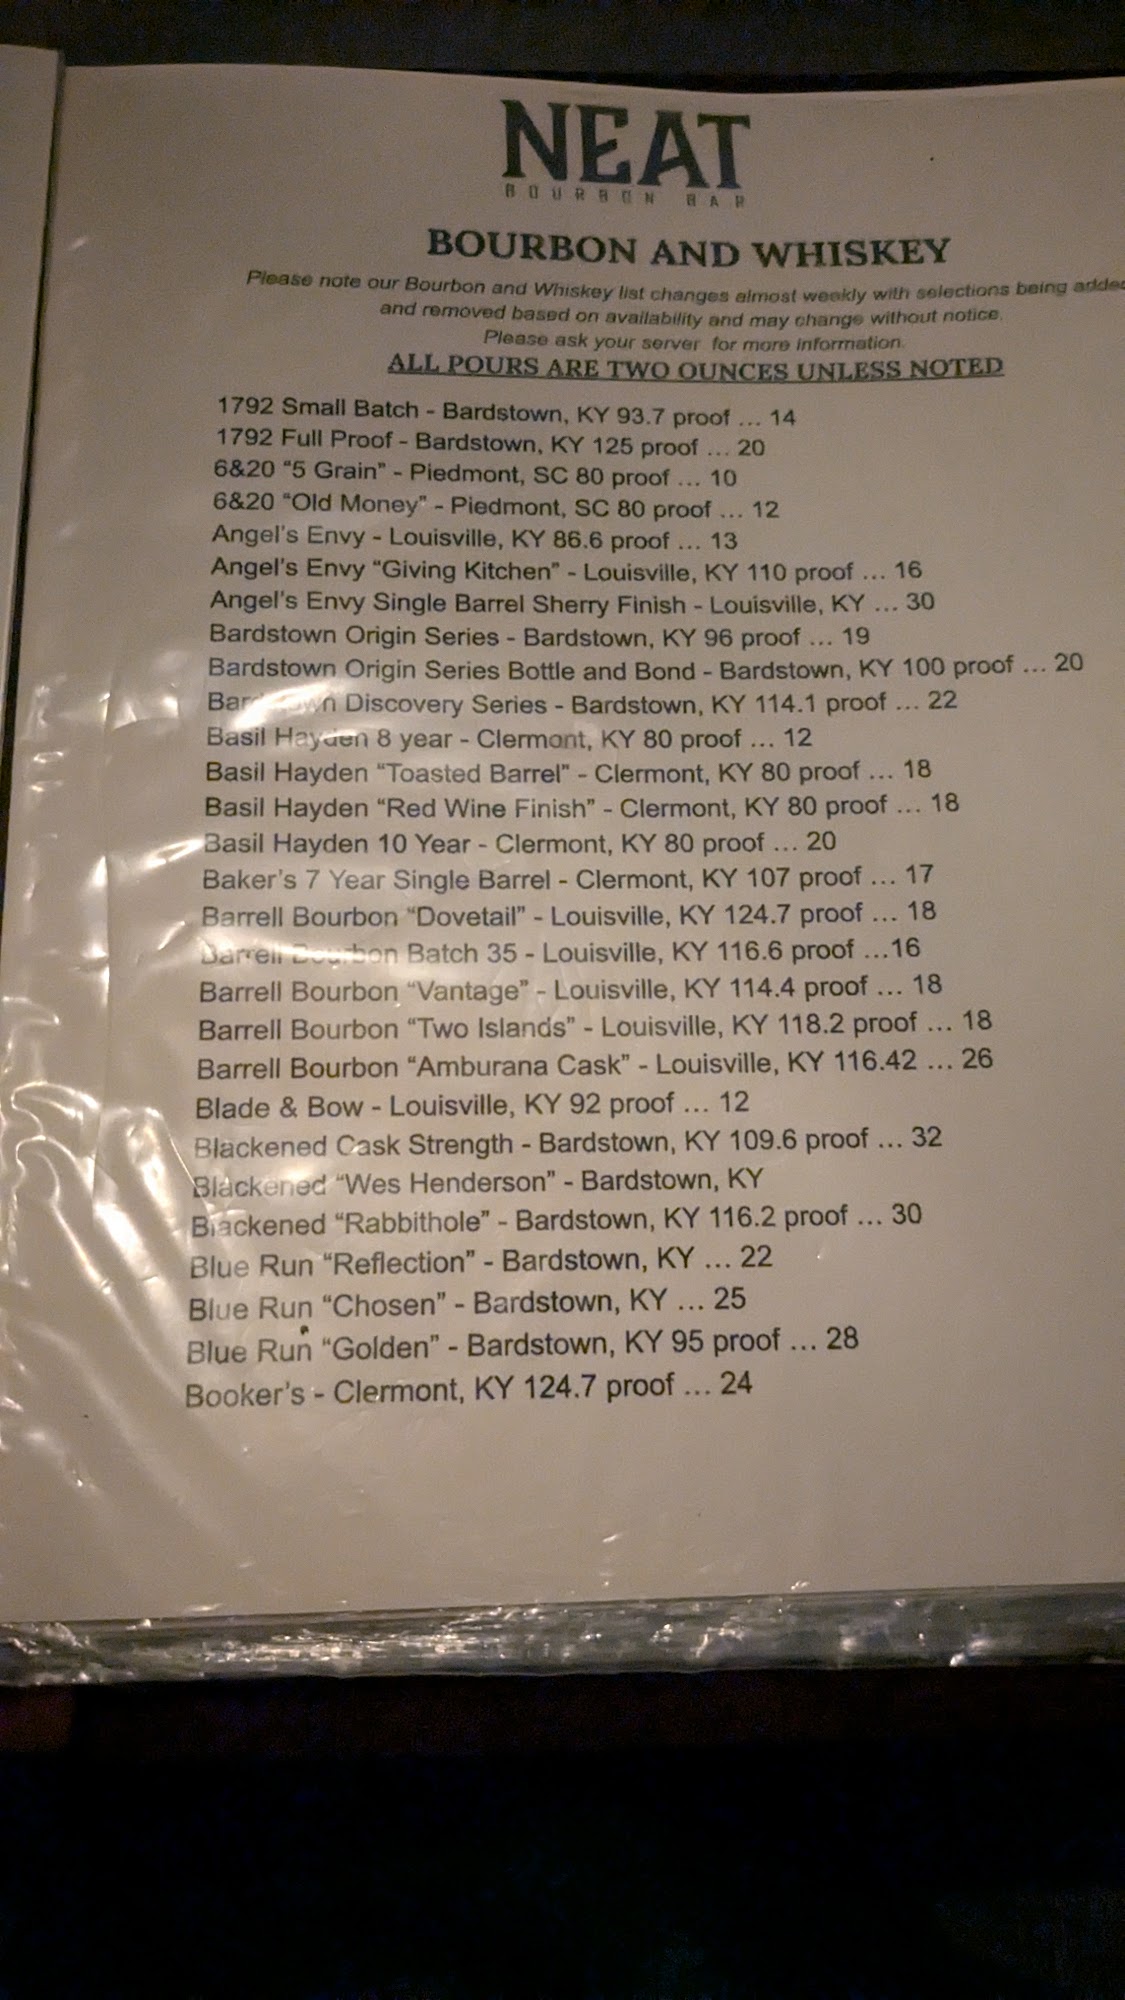 NEAT
BOURBON BAR
BOURBON AND WHISKEY
Please note our Bourbon and Whiskey list changes almost weekly with selections being added
and removed based on availability and may change without notice.
Please ask your server for more information.
ALL POURS ARE TWO OUNCES UNLESS NOTED
1792 Small Batch - Bardstown, KY 93.7 proof ... 14
1792 Full Proof - Bardstown, KY 125 proof ... 20
6&20 “5 Grain” - Piedmont, SC 80 proof ... 10
6&20 “Old Money” - Piedmont, SC 80 proof ... 12
Angel’s Envy - Louisville, KY 86.6 proof ... 13
Angel’s Envy “Giving Kitchen” - Louisville, KY 110 proof ... 16
Angel’s Envy Single Barrel Sherry Finish - Louisville, KY ... 30
Bardstown Origin Series - Bardstown, KY 96 proof ... 19
Bardstown Origin Series Bottle and Bond - Bardstown, KY 100 proof ... 20
Bardstown Discovery Series - Bardstown, KY 114.1 proof ... 22
Basil Hayden 8 year - Clermont, KY 80 proof ... 12
Basil Hayden “Toasted Barrel” - Clermont, KY 80 proof ... 18
Basil Hayden “Red Wine Finish” - Clermont, KY 80 proof ... 18
Basil Hayden 10 Year - Clermont, KY 80 proof ... 20
Baker’s 7 Year Single Barrel - Clermont, KY 107 proof ... 17
Barrell Bourbon “Dovetail” - Louisville, KY 124.7 proof ... 18
Barrell Bourbon Batch 35 - Louisville, KY 116.6 proof ...16
Barrell Bourbon “Vantage” - Louisville, KY 114.4 proof ... 18
Barrell Bourbon “Two Islands” - Louisville, KY 118.2 proof ... 18
Barrell Bourbon “Amburana Cask” - Louisville, KY 116.42 ... 26
Blade & Bow - Louisville, KY 92 proof ... 12
Blackened Cask Strength - Bardstown, KY 109.6 proof ... 32
Blackened “Wes Henderson” - Bardstown, KY
Blackened “Rabbithole” - Bardstown, KY 116.2 proof ... 30
Blue Run “Reflection” - Bardstown, KY ... 22
Blue Run “Chosen” - Bardstown, KY ... 25
Blue Run “Golden” - Bardstown, KY 95 proof ... 28
Booker’s - Clermont, KY 124.7 proof ... 24